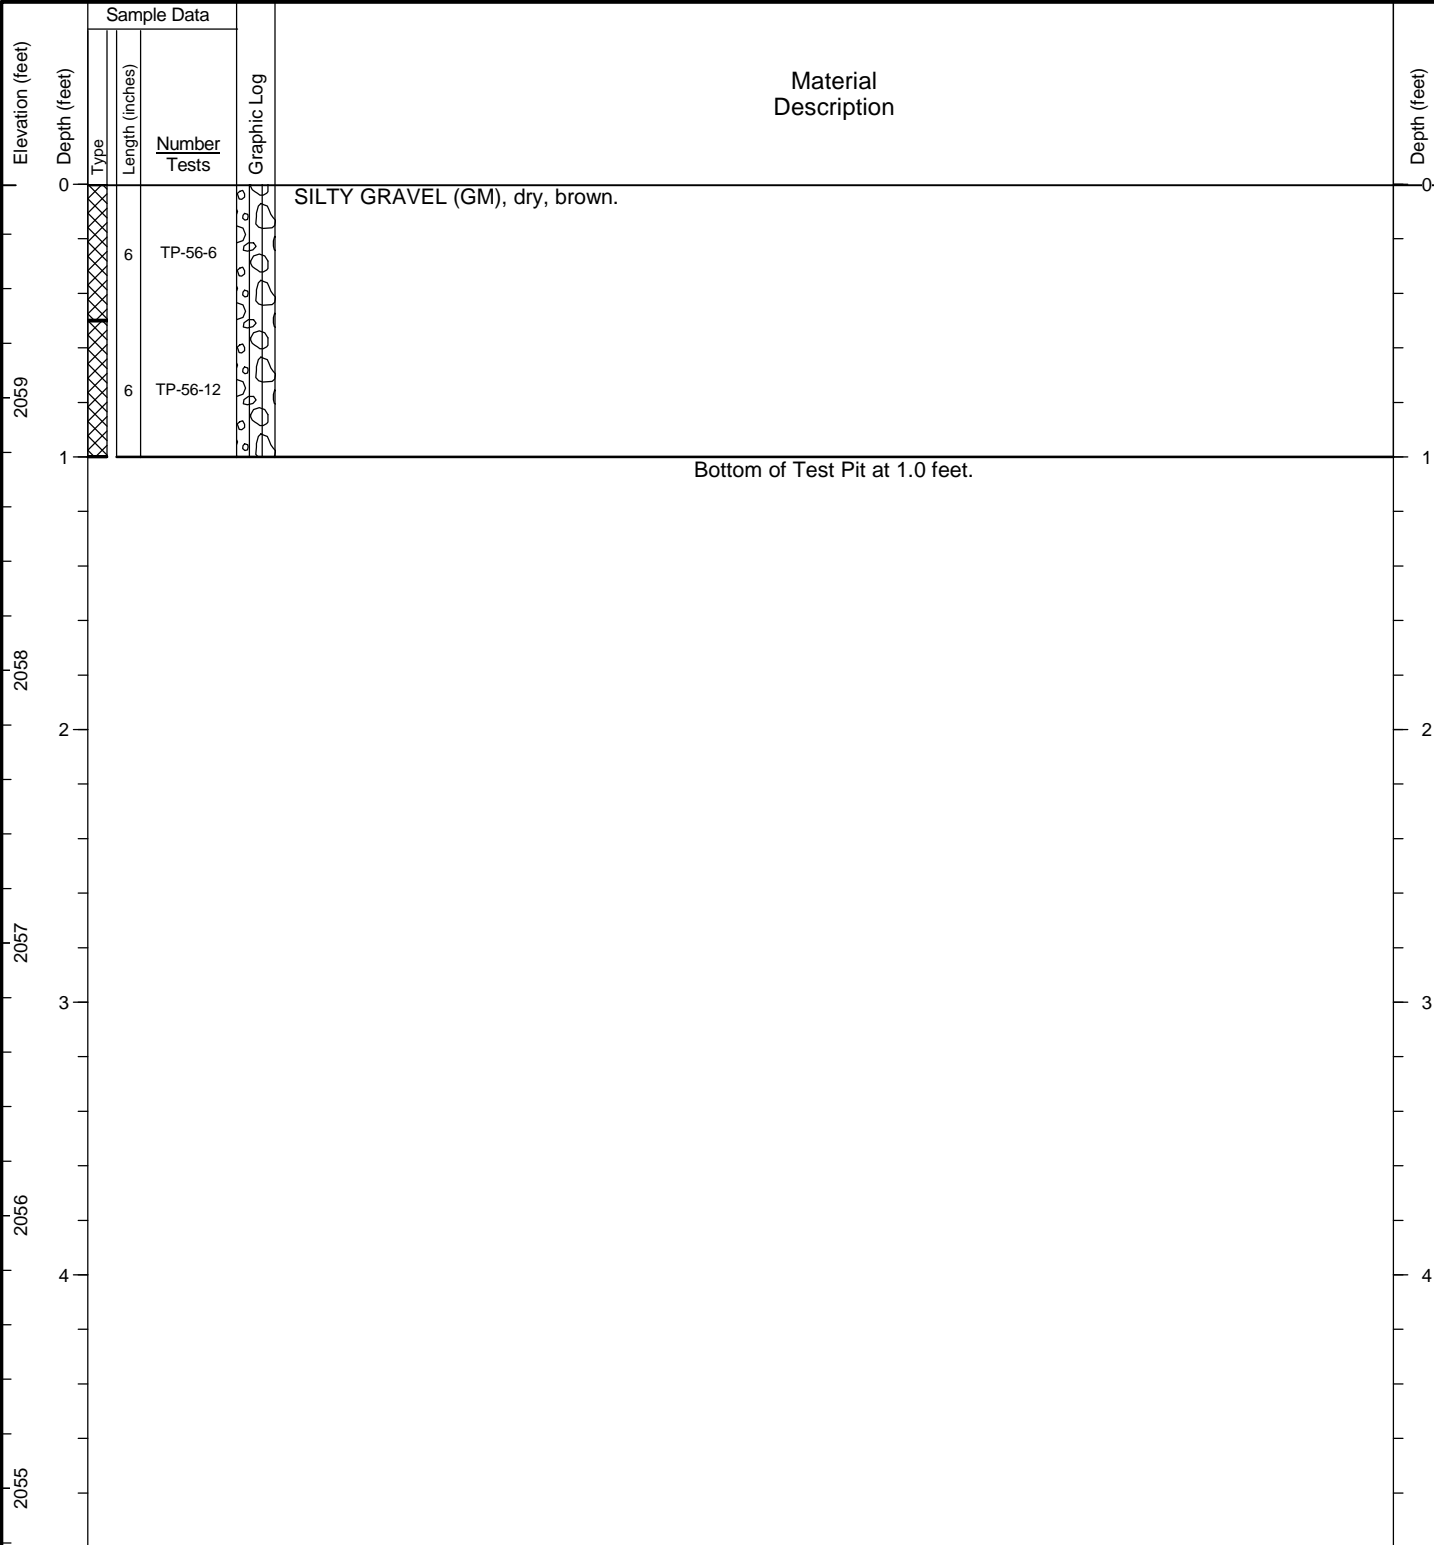 Sample Data
Elevation (feet)
Depth (feet)
Type
Length (inches)
Number
Tests
Graphic Log
Material
Description
Depth (feet)
0
SILTY GRAVEL (GM), dry, brown.
0
6
TP-56-6
2059
6
TP-56-12
1
1
Bottom of Test Pit at 1.0 feet.
2058
2
2
2057
3
3
2056
4
4
2055